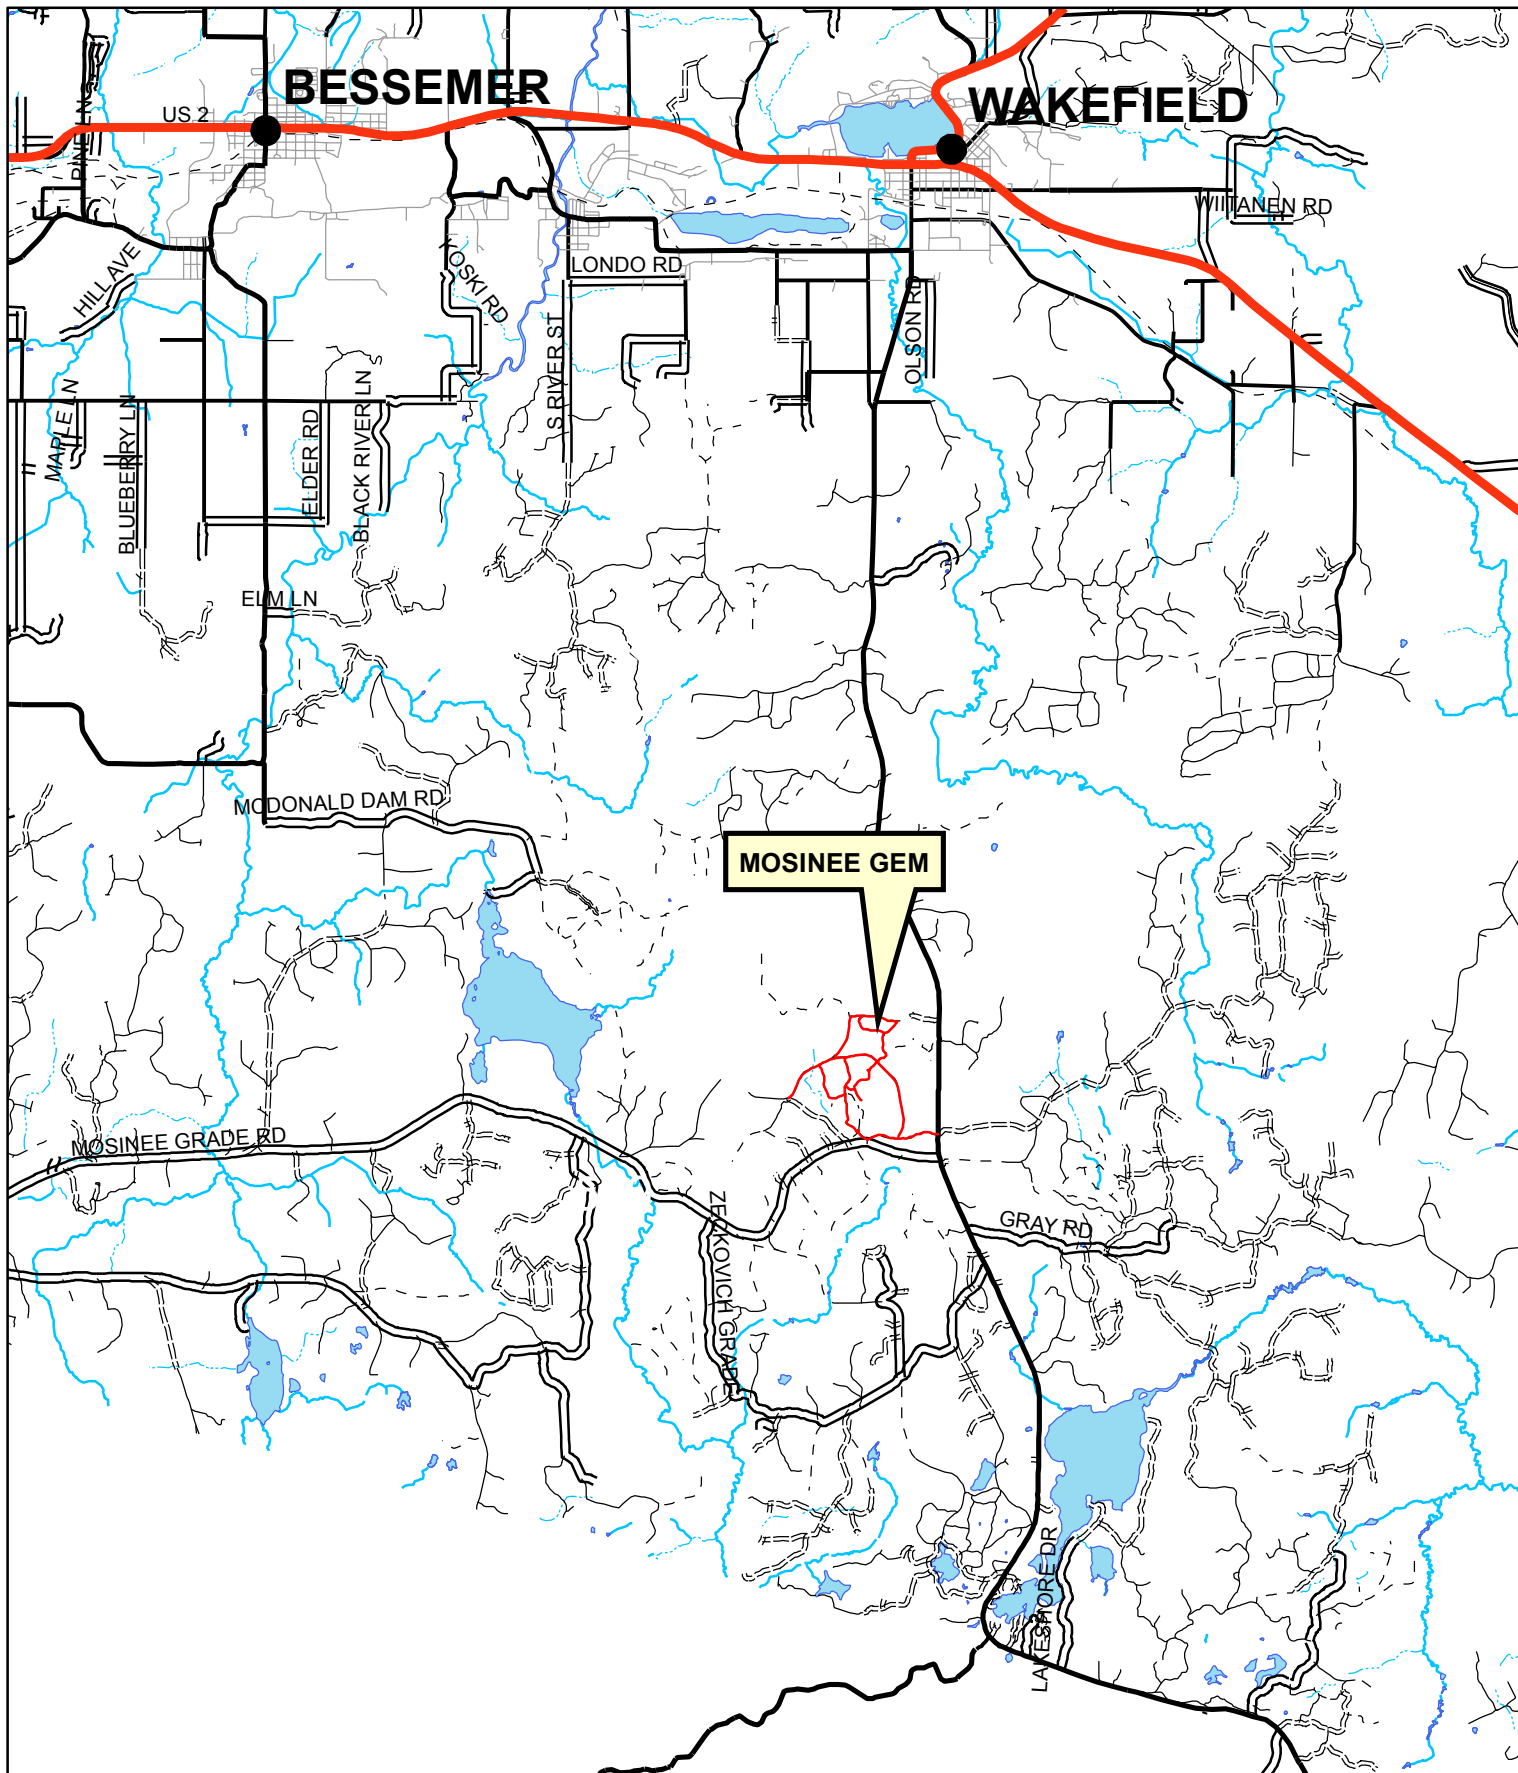 BESSEMER
WAKEFIELD
US 2
PINE LN
WIITANEN RD
HILL AVE
KOSKI RD
LONDO RD
OLSON RD
S RIVER ST
MAPLE LN
BLUEBERRY LN
ELDER RD
BLACK RIVER LN
ELM LN
MCDONALD DAM RD
MOSINEE GEM
MOSINEE GRADE RD
ZECKOVICH GRADE
GRAY RD
LAKESHORE DR